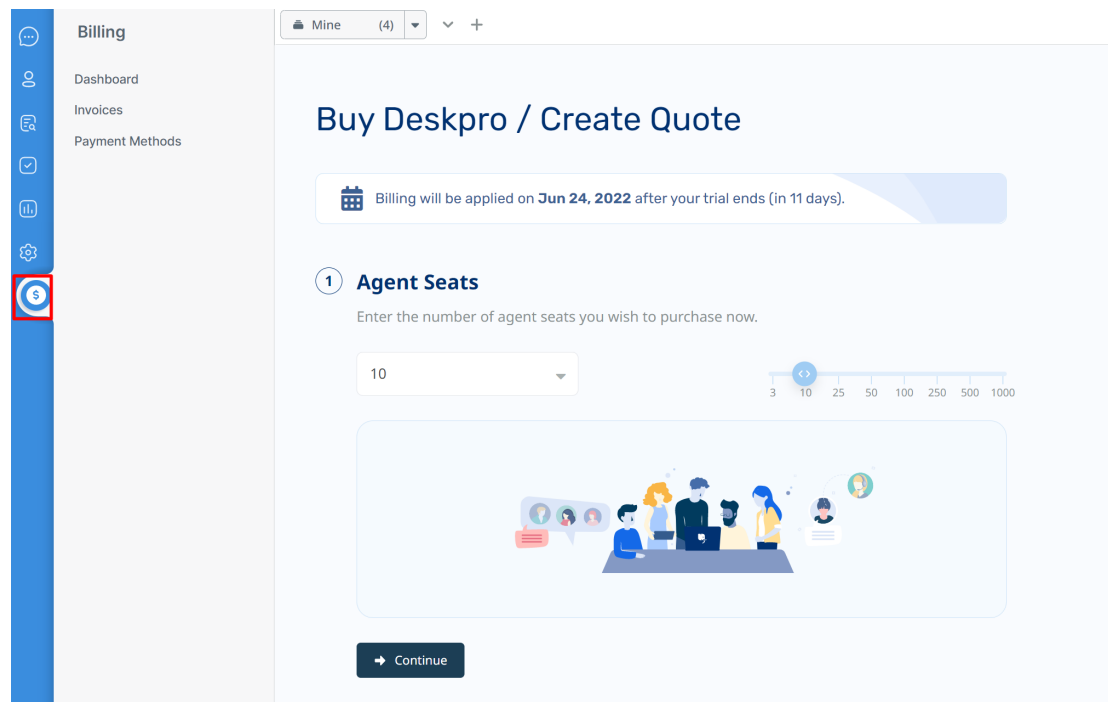 Billing
Dashboard
Invoices
Payment Methods
Mine (4)
Buy Deskpro / Create Quote
Billing will be applied on Jun 24, 2022 after your trial ends (in 11 days).
1 Agent Seats
Enter the number of agent seats you wish to purchase now.
10
3 10 25 50 100 250 500 1000
Continue
$